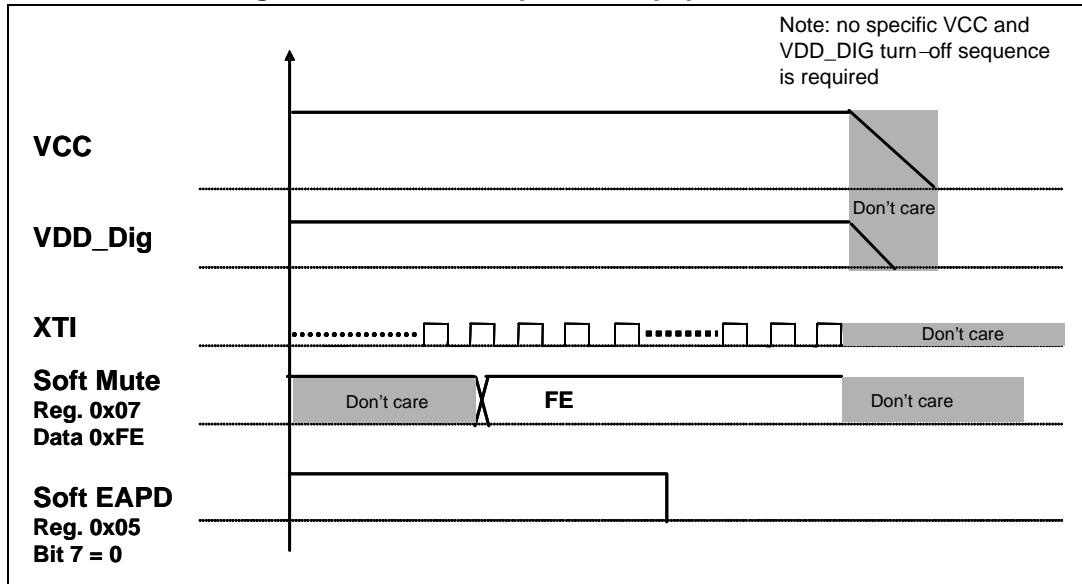 Note: no specific VCC and
VDD_DIG turn–off sequence
is required
VCC
Don't care
VDD_Dig
XTI
Don't care
Soft Mute
Reg. 0x07
Data 0xFE
Don't care
FE
Don't care
Soft EAPD
Reg. 0x05
Bit 7 = 0